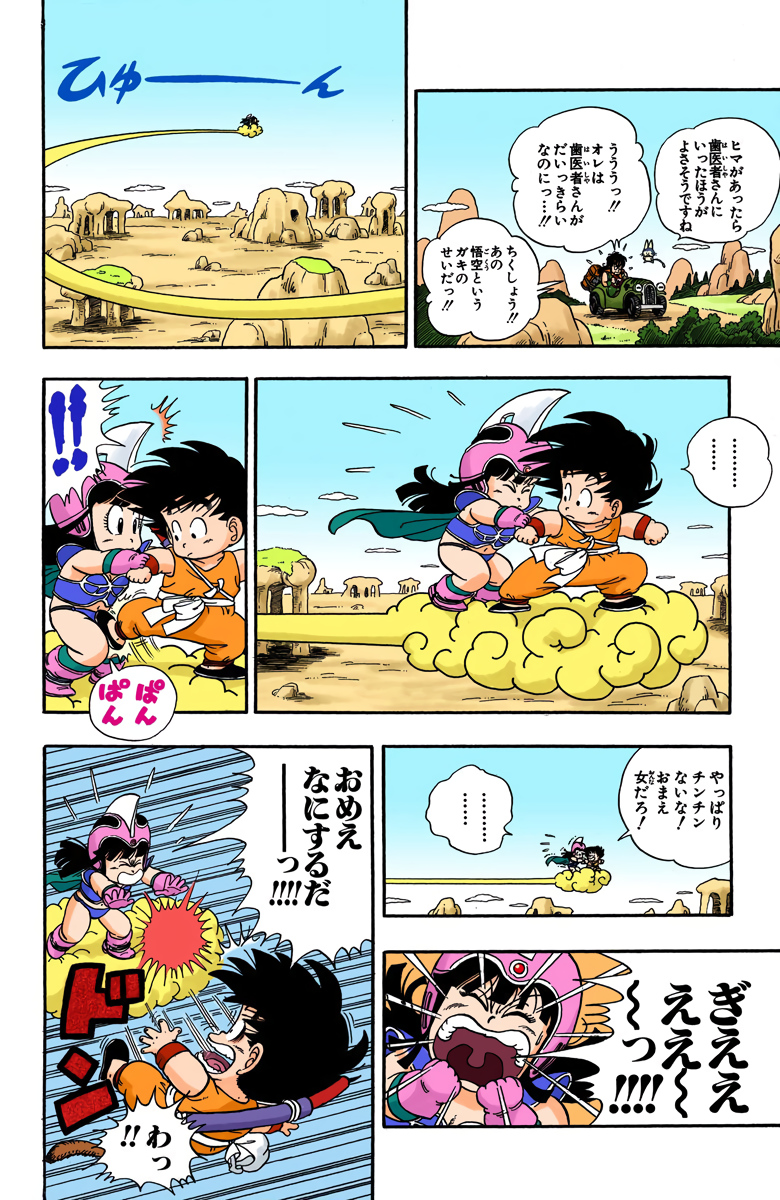 ヒマがあったら
歯医者さんに
いったほうが
よさそうですね
うううっ!!
オレは
歯医者さんが
だいっきらい
なのにっ…!!
ちくしょう!!
あの
悟空という
ガキの
せいだっ!!
ひゅーーん
………
………
!!
ぱん
ぱん
やっぱり
チンチン
ないな!
おまえ
女だろ!
………
………
ぎえええ
ええ〜
〜っ!!!!
おめえ
なにするだ
――っ!!!!
ドン
わっ
!!